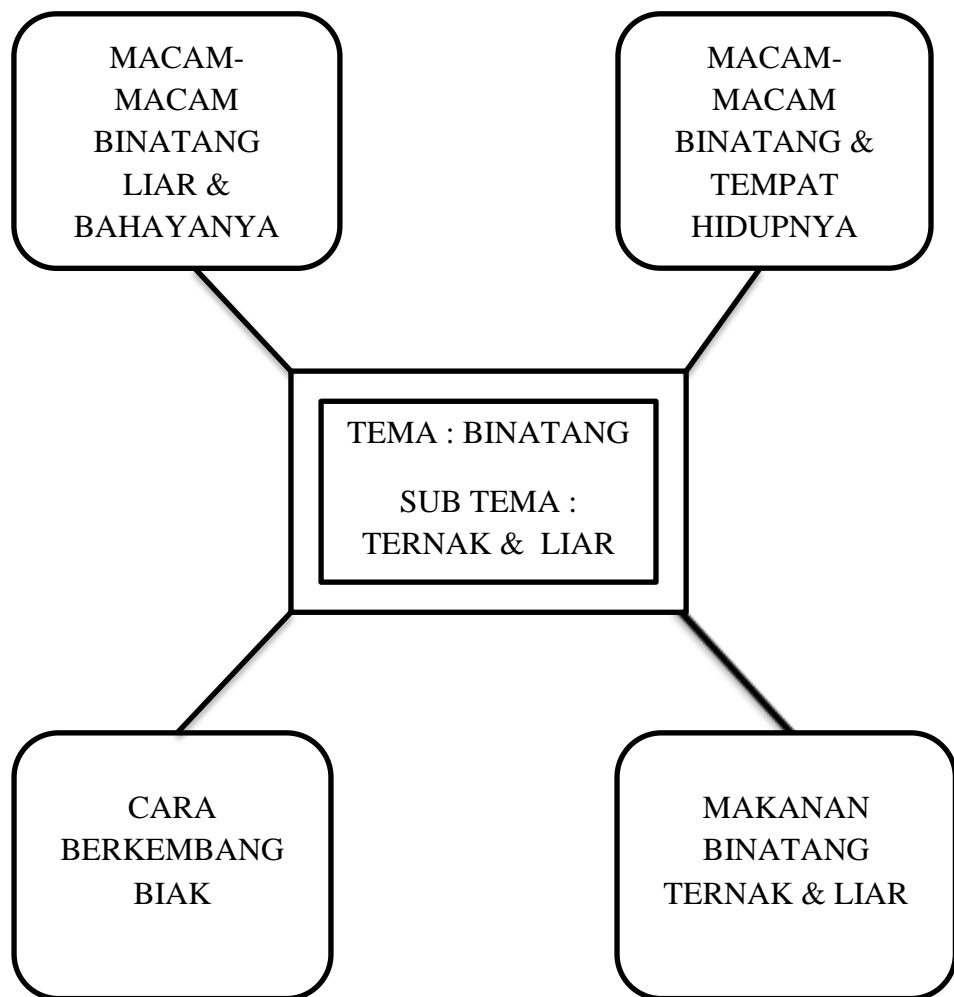 MACAM-
MACAM
BINATANG
LIAR &
BAHAYANYA
MACAM-
MACAM
BINATANG &
TEMPAT
HIDUPNYA
TEMA : BINATANG
SUB TEMA :
TERNAK & LIAR
CARA
BERKEMBANG
BIAK
MAKANAN
BINATANG
TERNAK & LIAR